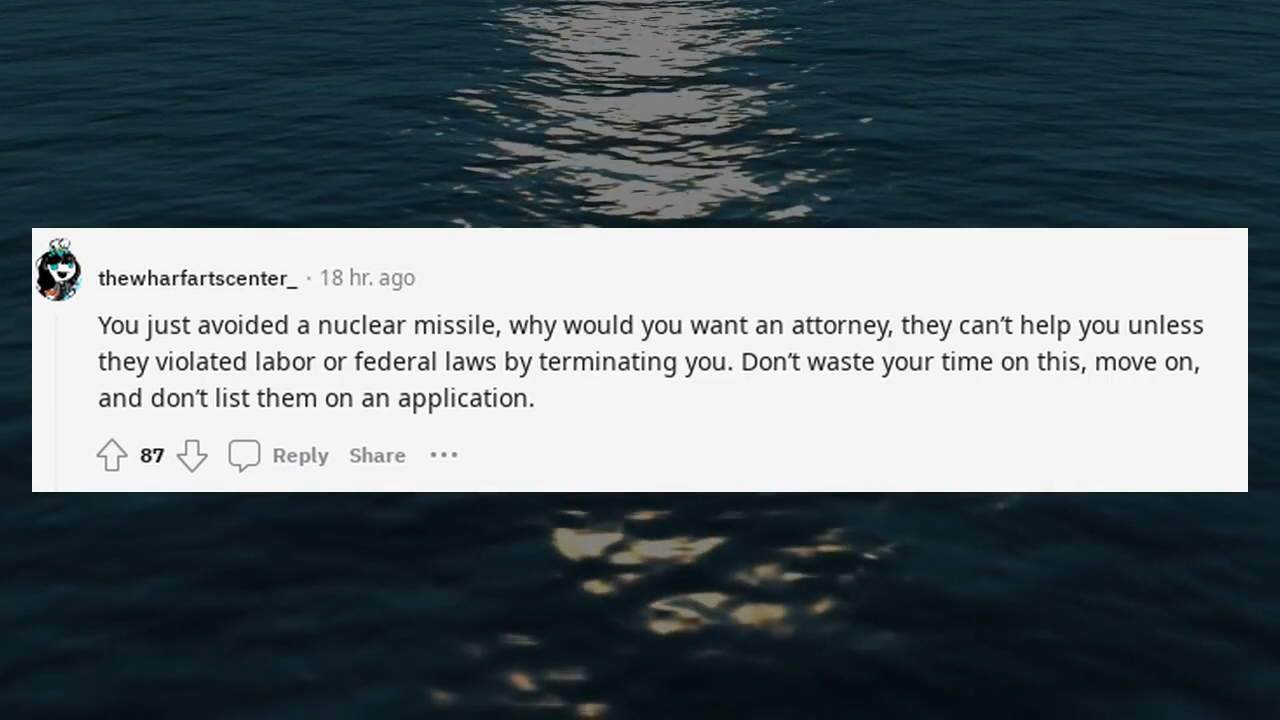 thewharfartscenter_ · 18 hr. ago
You just avoided a nuclear missile, why would you want an attorney, they can’t help you unless
they violated labor or federal laws by terminating you. Don’t waste your time on this, move on,
and don’t list them on an application.
87 Reply Share •••